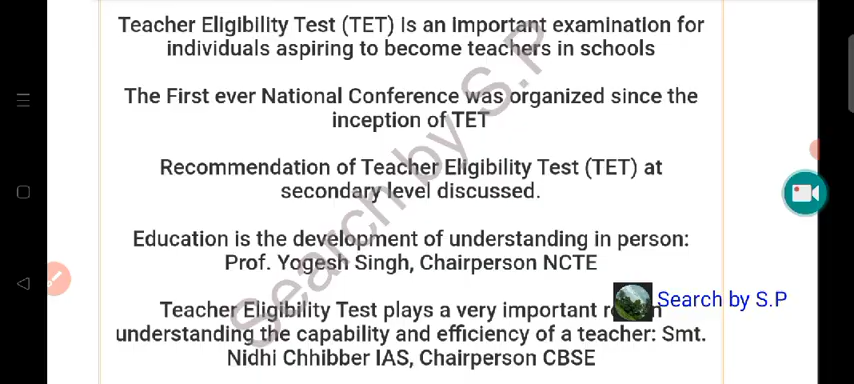 Teacher Eligibility Test (TET) is an important examination for
individuals aspiring to become teachers in schools
The First ever National Conference was organized since the
inception of TET
Recommendation of Teacher Eligibility Test (TET) at
secondary level discussed.
Education is the development of understanding in person:
Prof. Yogesh Singh, Chairperson NCTE
Teacher Eligibility Test plays a very important in
understanding the capability and efficiency of a teacher: Smt.
Nidhi Chhibber IAS, Chairperson CBSE
Search by S.P
Search by S.P